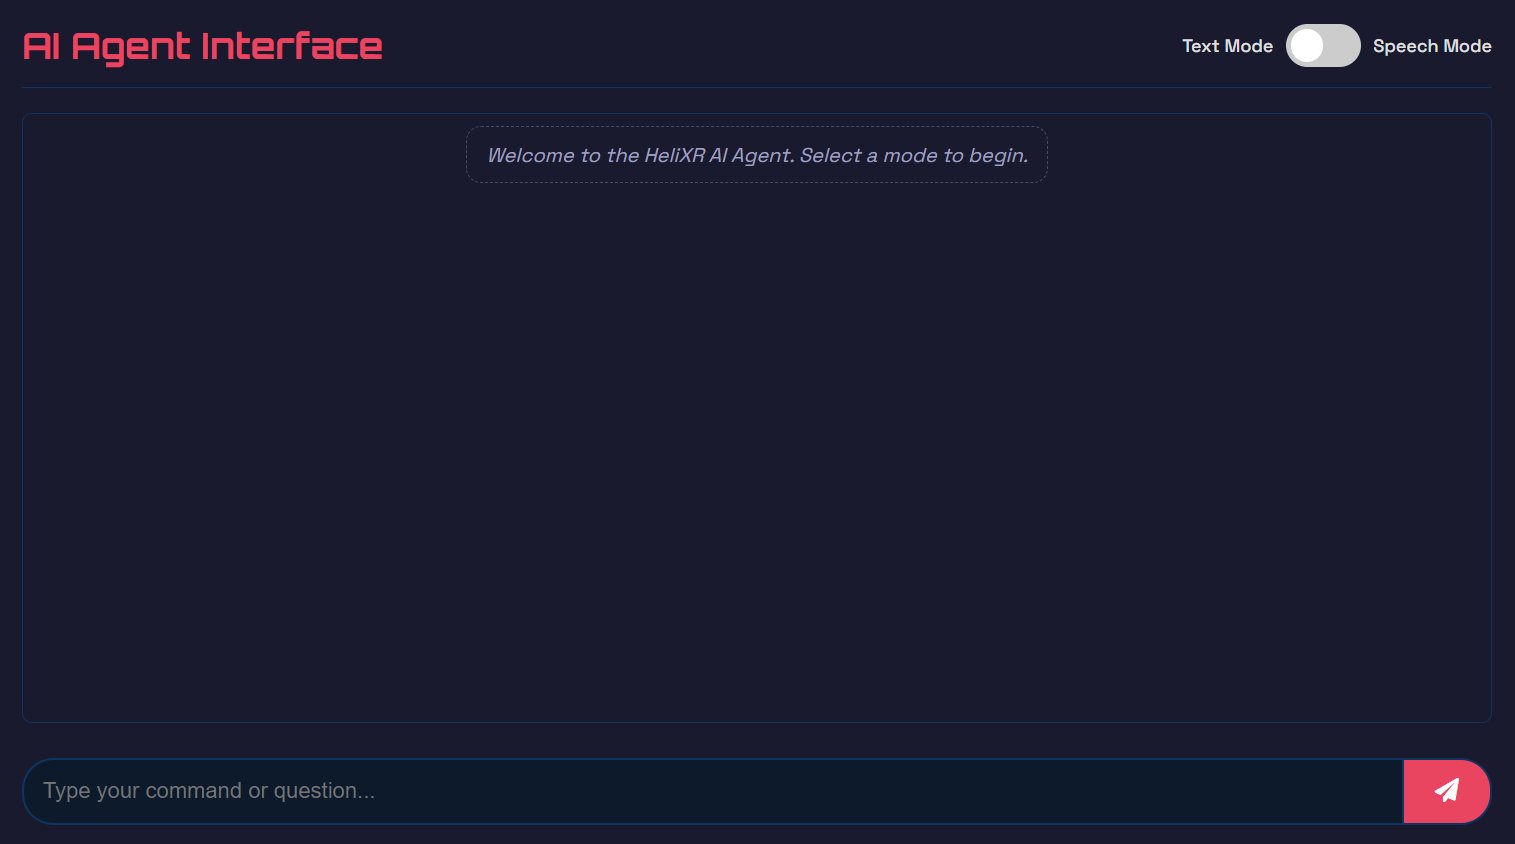 AI Agent Interface
Text Mode Speech Mode
Welcome to the HeliXR AI Agent. Select a mode to begin.
Type your command or question...